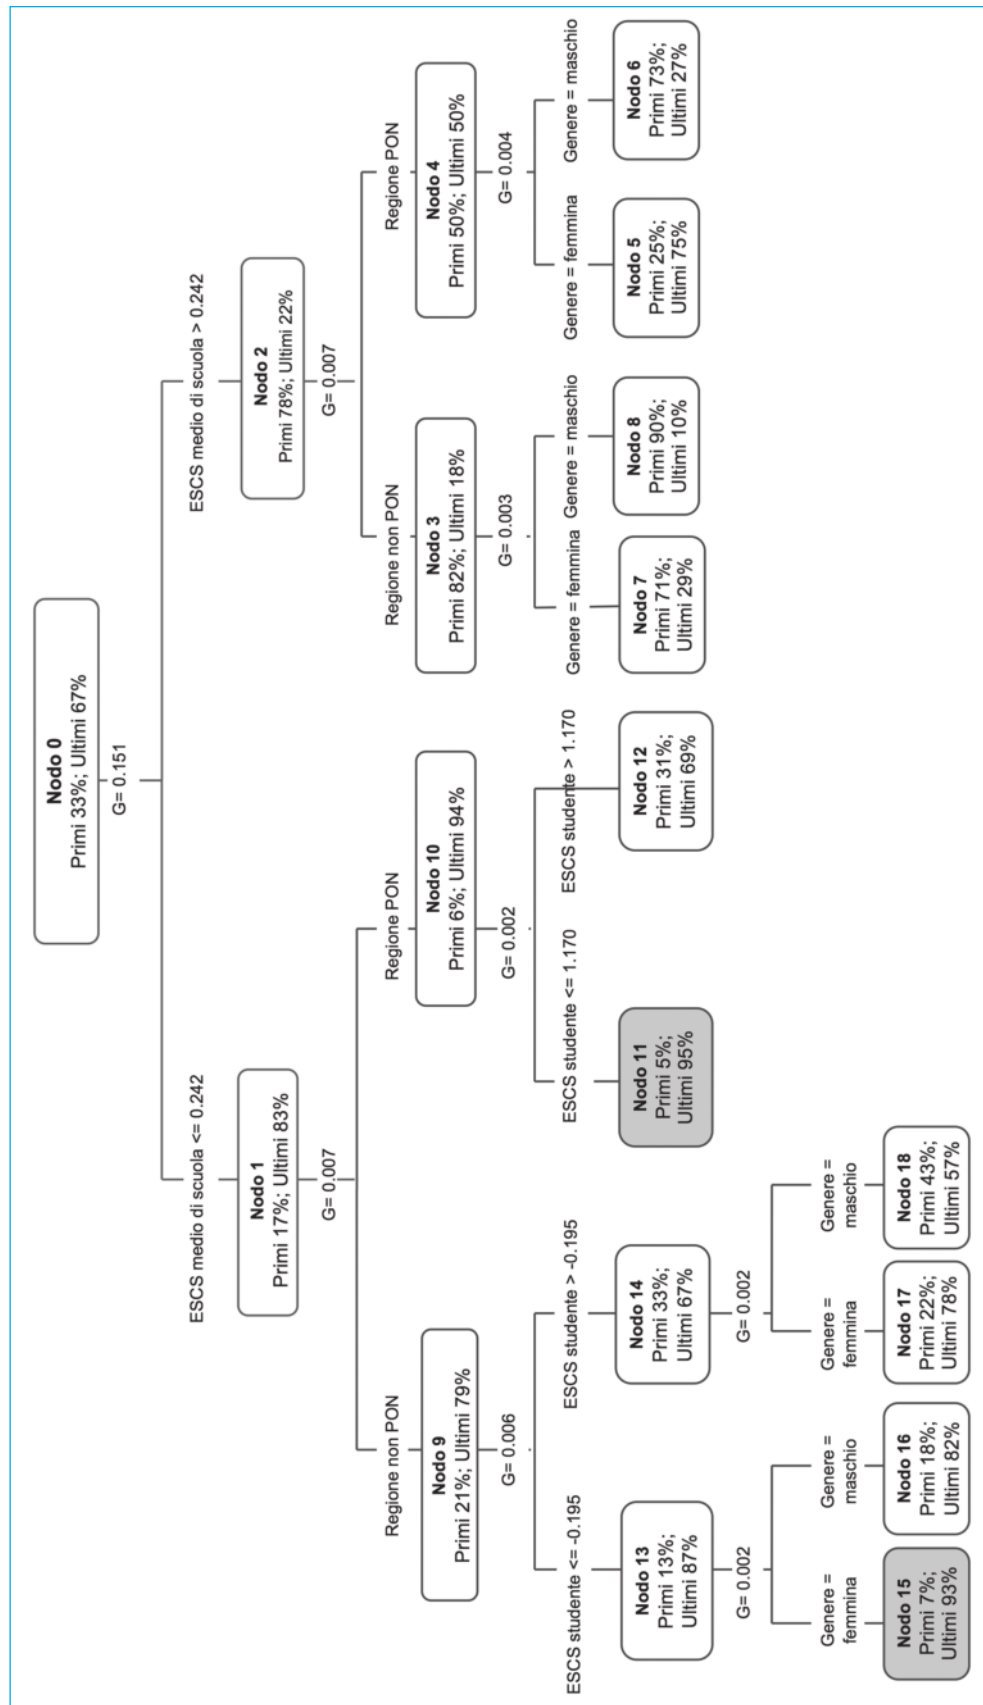 Nodo 0
Primi 33%; Ultimi 67%
G= 0.151
ESCS medio di scuola <= 0.242
ESCS medio di scuola > 0.242
Nodo 1
Primi 17%; Ultimi 83%
Nodo 2
Primi 78%; Ultimi 22%
G= 0.007
G= 0.007
Regione non PON
Regione PON
Regione non PON
Regione PON
Nodo 9
Primi 21%; Ultimi 79%
Nodo 10
Primi 6%; Ultimi 94%
Nodo 3
Primi 82%; Ultimi 18%
Nodo 4
Primi 50%; Ultimi 50%
G= 0.006
G= 0.002
G= 0.003
G= 0.004
ESCS studente <= -0.195
ESCS studente > -0.195
ESCS studente <= 1.170
ESCS studente > 1.170
Genere = femmina
Genere = maschio
Genere = femmina
Genere = maschio
Nodo 13
Primi 13%;
Ultimi 87%
Nodo 14
Primi 33%;
Ultimi 67%
Nodo 11
Primi 5%;
Ultimi 95%
Nodo 12
Primi 31%;
Ultimi 69%
Nodo 7
Primi 71%;
Ultimi 29%
Nodo 8
Primi 90%;
Ultimi 10%
Nodo 5
Primi 25%;
Ultimi 75%
Nodo 6
Primi 73%;
Ultimi 27%
G= 0.002
G= 0.002
Genere =
femmina
Genere =
maschio
Genere =
femmina
Genere =
maschio
Nodo 15
Primi 7%;
Ultimi 93%
Nodo 16
Primi 18%;
Ultimi 82%
Nodo 17
Primi 22%;
Ultimi 78%
Nodo 18
Primi 43%;
Ultimi 57%